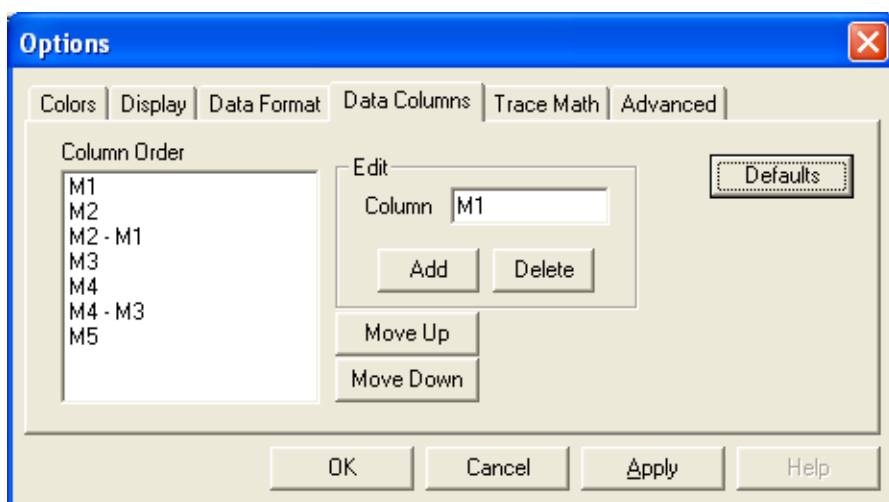 Options
Colors Display Data Format Data Columns Trace Math Advanced
Column Order
M1
M2
M2 - M1
M3
M4
M4 - M3
M5
Edit
Column M1
Add Delete
Move Up
Move Down
Defaults
OK Cancel Apply Help